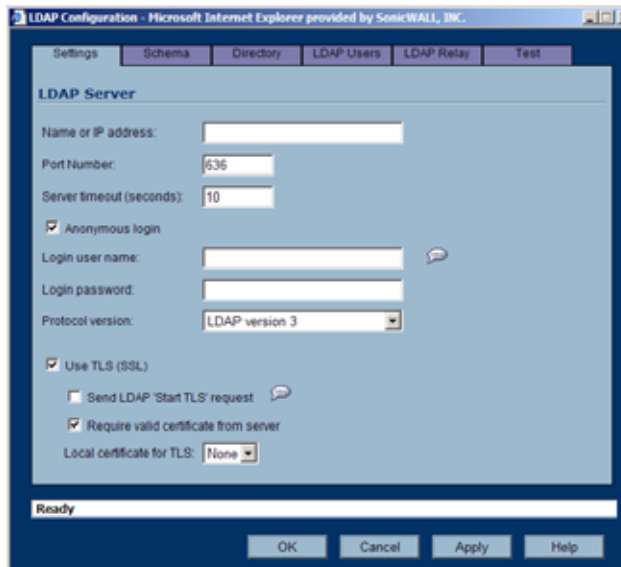 LDAP Configuration - Microsoft Internet Explorer provided by SonicWALL, INC.
Settings Schema Directory LDAP Users LDAP Relay Test
LDAP Server
Name or IP address:
Port Number: 636
Server timeout (seconds): 10
Anonymous login
Login user name:
Login password:
Protocol version: LDAP version 3
Use TLS (SSL)
Send LDAP 'Start TLS' request
Require valid certificate from server
Local certificate for TLS: None
Ready
OK Cancel Apply Help